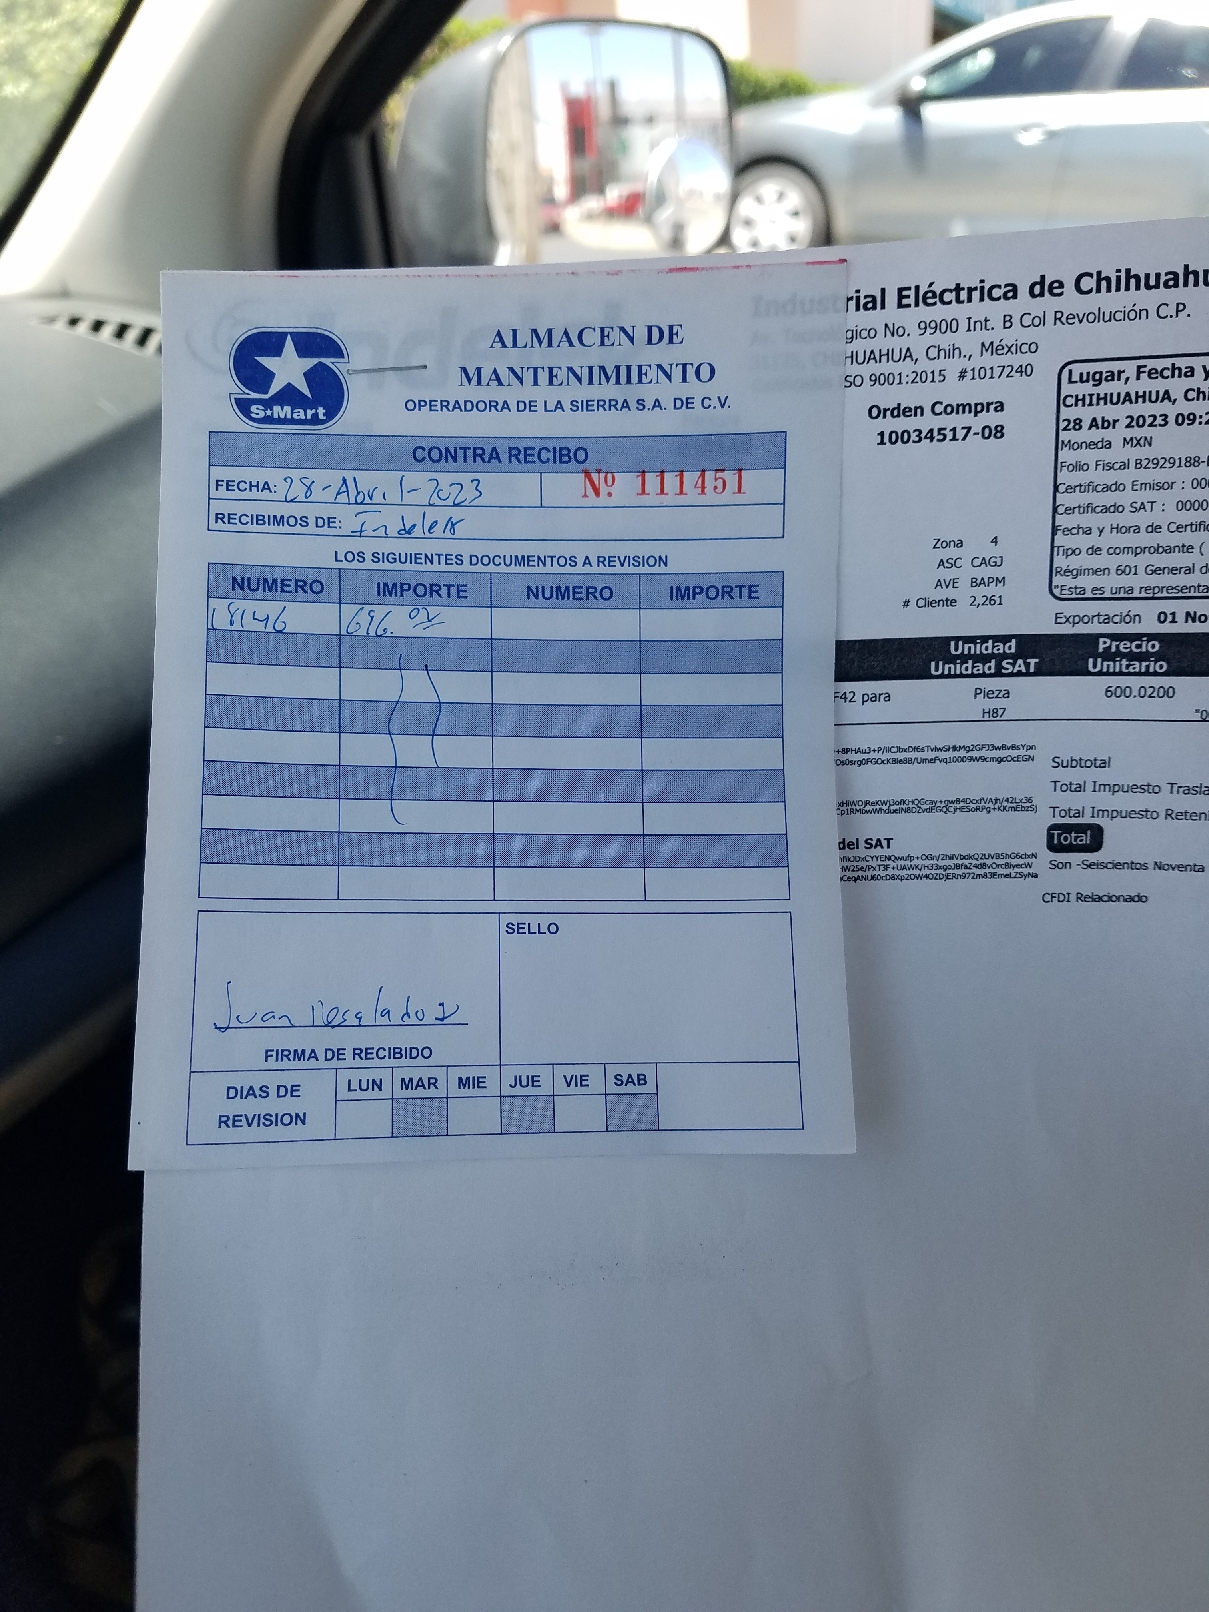 S★Mart
ALMACEN DE
MANTENIMIENTO
OPERADORA DE LA SIERRA S.A. DE C.V.
CONTRA RECIBO
FECHA: 28-Abril-2023
Nº 111451
RECIBIMOS DE: Indelek
LOS SIGUIENTES DOCUMENTOS A REVISION
NUMERO IMPORTE NUMERO IMPORTE
18146 696.02
SELLO
Juan
FIRMA DE RECIBIDO
DIAS DE REVISION
LUN MAR MIE JUE VIE SAB
Industrial Eléctrica de Chihuahu
gico No. 9900 Int. B Col Revolución C.P.
HUAHUA, Chih., México
SO 9001:2015 #1017240
Orden Compra
10034517-08
Lugar, Fecha y
CHIHUAHUA, Chi
28 Abr 2023 09:2
Moneda MXN
Folio Fiscal B2929188-
Certificado Emisor : 00
Certificado SAT : 0000
Fecha y Hora de Certific
Tipo de comprobante (
Régimen 601 General d
"Esta es una representa
Zona 4
ASC CAGJ
AVE BAPM
# Cliente 2,261
Exportación 01 No
Unidad
Unidad SAT
Precio
Unitario
F42 para Pieza 600.0200
H87
Subtotal
Total Impuesto Trasla
Total Impuesto Reten
Total
del SAT
Son -Seiscientos Noventa
CFDI Relacionado